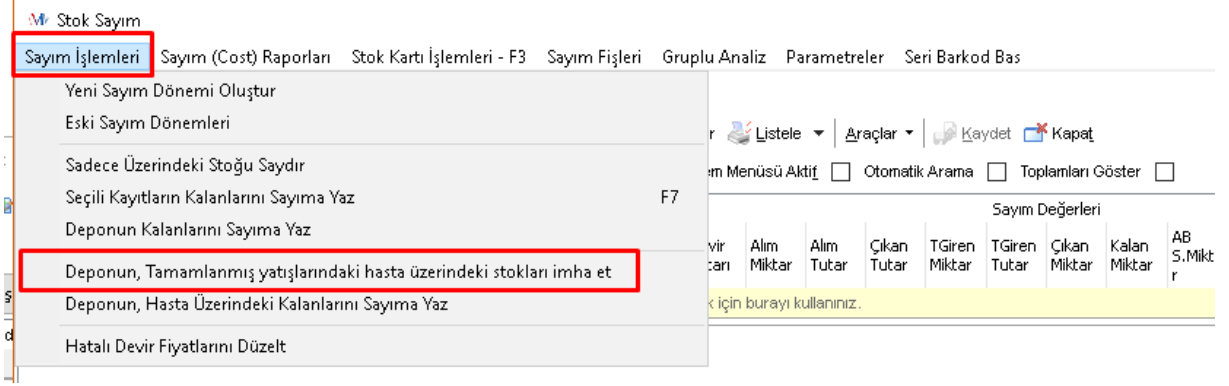 Stok Sayım
Sayım İşlemleri Sayım (Cost) Raporları Stok Kartı İşlemleri - F3 Sayım Fişleri Gruplu Analiz Parametreler Seri Barkod Bas
Yeni Sayım Dönemi Oluştur
Eski Sayım Dönemleri
Listele Araçlar Kaydet Kapat
Sadece Üzerindeki Stoğu Saydır
Menüsü Aktif Otomatik Arama Toplamları Göster
Seçili Kayıtların Kalanlarını Sayıma Yaz F7
Sayım Değerleri
Deponun Kalanlarını Sayıma Yaz
Alım Miktar Alım Tutar Çıkan Tutar TGiren Miktar TGiren Tutar Çıkan Miktar Kalan Miktar AB S.Mikt r
Deponun, Tamamlanmış yatışlarındaki hasta üzerindeki stokları imha et
Deponun, Hasta Üzerindeki Kalanlarını Sayıma Yaz
için burayı kullanınız.
Hatalı Devir Fiyatlarını Düzelt